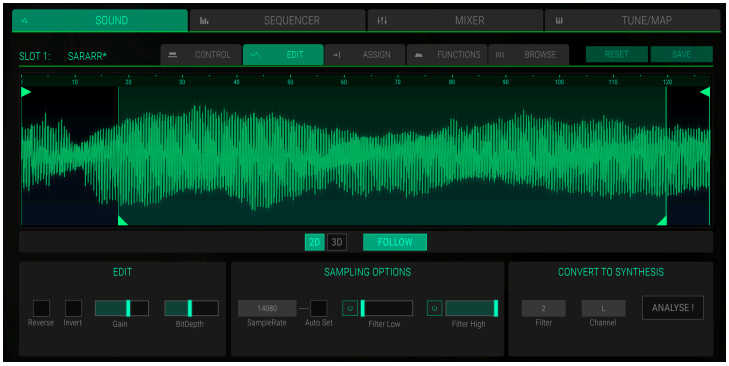 SOUND SEQUENCER MIXER TUNE/MAP
SLOT 1: SARARR* CONTROL EDIT ASSIGN FUNCTIONS BROWSE RESET SAVE
10 20 30 40 50 60 70 80 90 100 110 120
2D 3D FOLLOW
EDIT SAMPLING OPTIONS CONVERT TO SYNTHESIS
14080 2 L ANALYSE !
Reverse Invert Gain BitDepth SampleRate Auto Set Filter Low Filter High Filter Channel